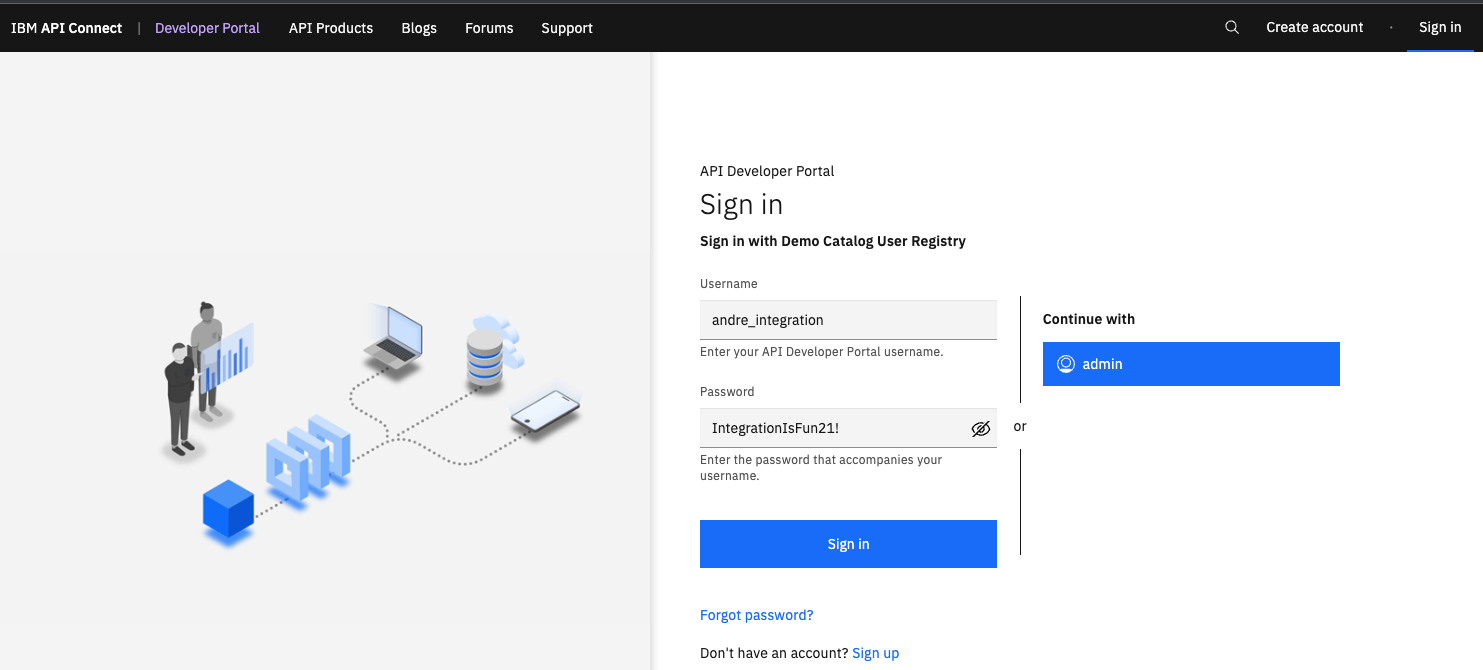 IBM API Connect | Developer Portal API Products Blogs Forums Support Create account · Sign in
API Developer Portal
Sign in
Sign in with Demo Catalog User Registry
Username
andre_integration
Enter your API Developer Portal username.
Password
IntegrationIsFun21!
Enter the password that accompanies your
username.
Sign in
or
Continue with
admin
Forgot password?
Don't have an account? Sign up